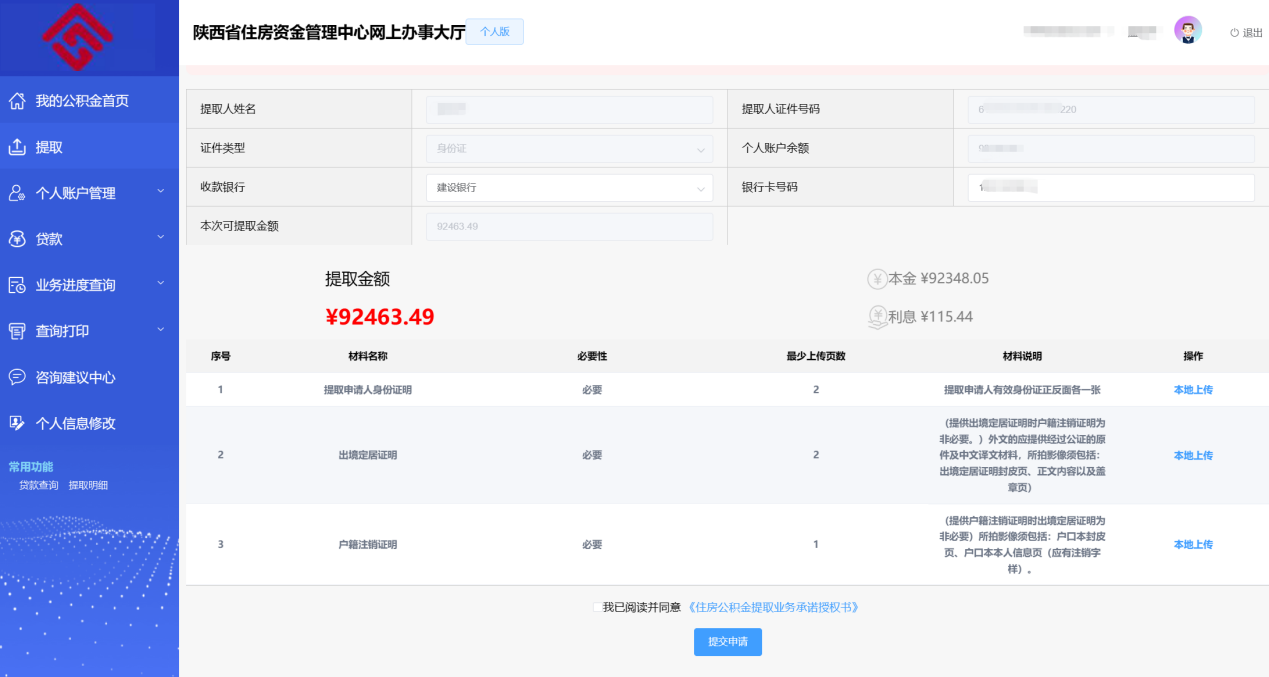 陕西省住房资金管理中心网上办事大厅
个人版
退出
我的公积金首页
提取
个人账户管理
贷款
业务进度查询
查询打印
咨询建议中心
个人信息修改
常用功能
贷款查询 提取明细
提取人姓名
提取人证件号码 6 220
证件类型 身份证
个人账户余额
收款银行 建设银行
银行卡号码
本次可提取金额 92463.49
提取金额
¥92463.49
本金 ¥92348.05
利息 ¥115.44
序号 材料名称 必要性 最少上传页数 材料说明 操作
1 提取申请人身份证明 必要 2 提取申请人有效身份证正反面各一张 本地上传
2 出境定居证明 必要 2
（提供出境定居证明时户籍注销证明为
非必要。）外文的应提供经过公证的原
件及中文译文材料，所拍影像须包括：
出境定居证明封皮页、正文内容以及盖
章页）
本地上传
3 户籍注销证明 必要 1
（提供户籍注销证明时出境定居证明为
非必要）所拍影像须包括：户口本封皮
页、户口本本人信息页（应有注销字
样）。
本地上传
我已阅读并同意 《住房公积金提取业务承诺授权书》
提交申请